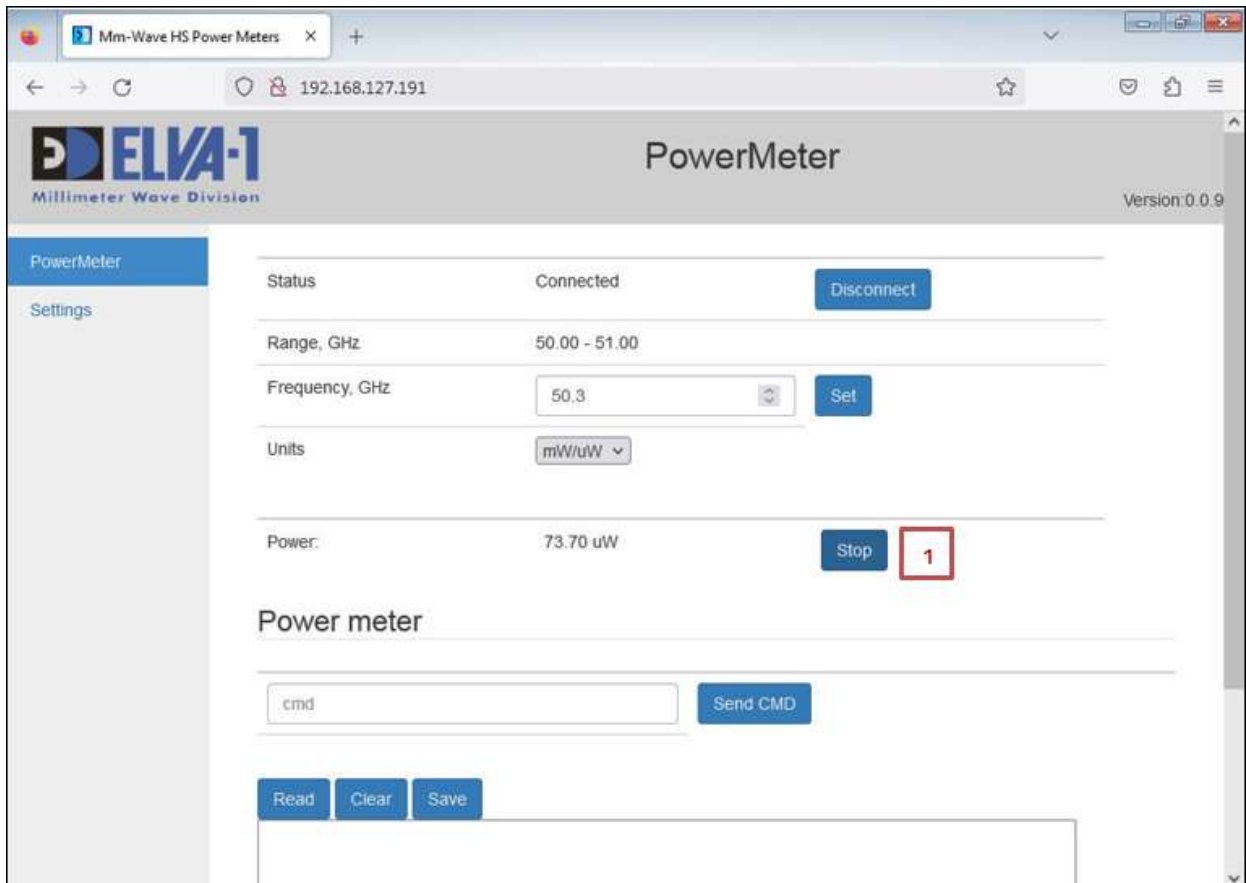 Mm-Wave HS Power Meters
192.168.127.191
ELVA-1
Millimeter Wave Division
PowerMeter
Version:0.0.9
PowerMeter
Settings
Status Connected Disconnect
Range, GHz 50.00 - 51.00
Frequency, GHz 50.3 Set
Units mW/uW
Power: 73.70 uW Stop 1
Power meter
cmd Send CMD
Read Clear Save